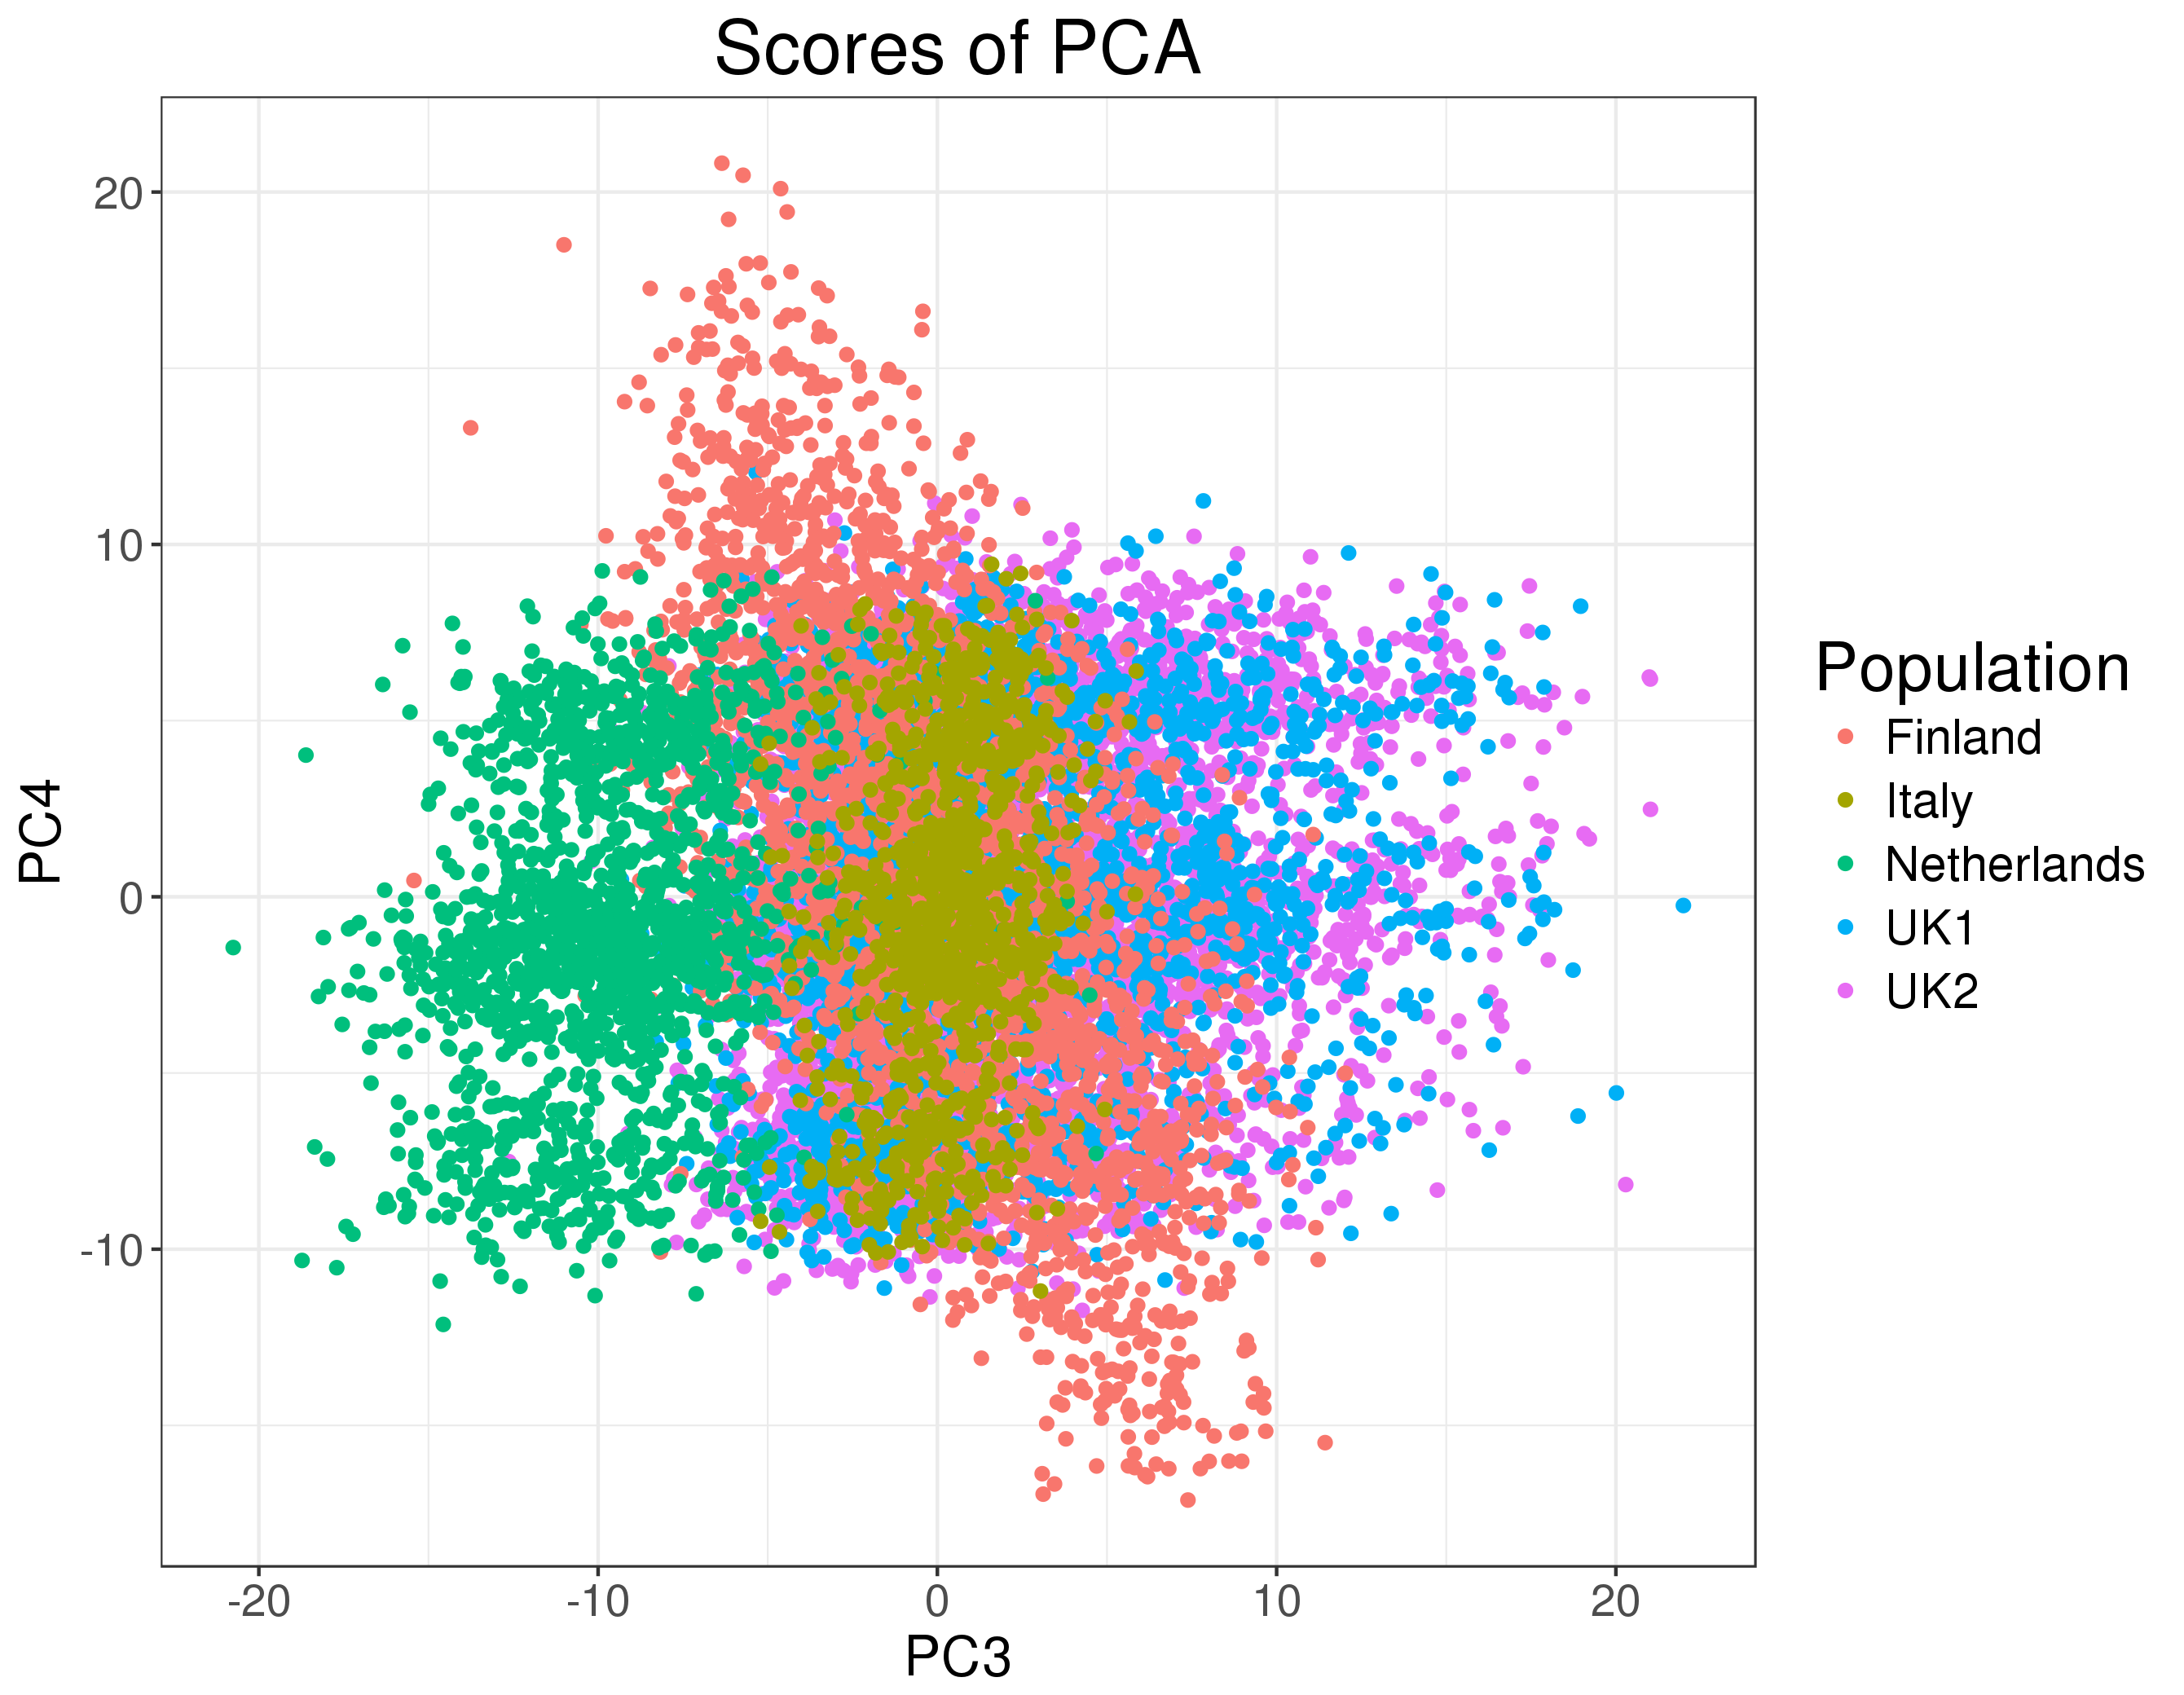 Scores of PCA
20
10
0
-10
-20
-10
0
10
20
PC3
PC4
Population
Finland
Italy
Netherlands
UK1
UK2